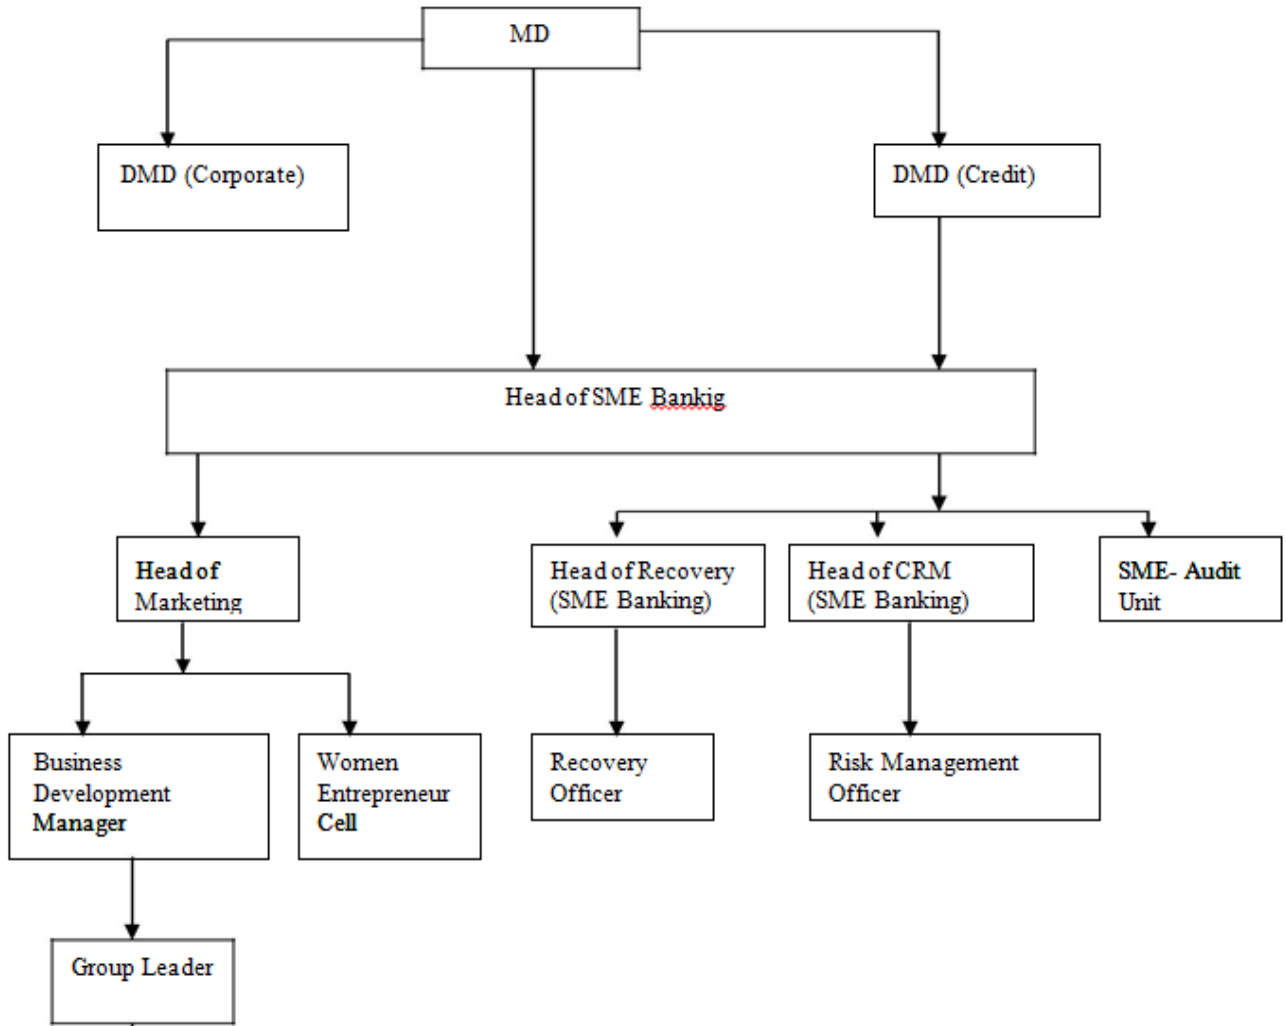 MD
DMD (Corporate)
DMD (Credit)
Head of SME Bankig
Head of
Marketing
Head of Recovery
(SME Banking)
Head of CRM
(SME Banking)
SME- Audit
Unit
Business
Development
Manager
Women
Entrepreneur
Cell
Recovery
Officer
Risk Management
Officer
Group Leader